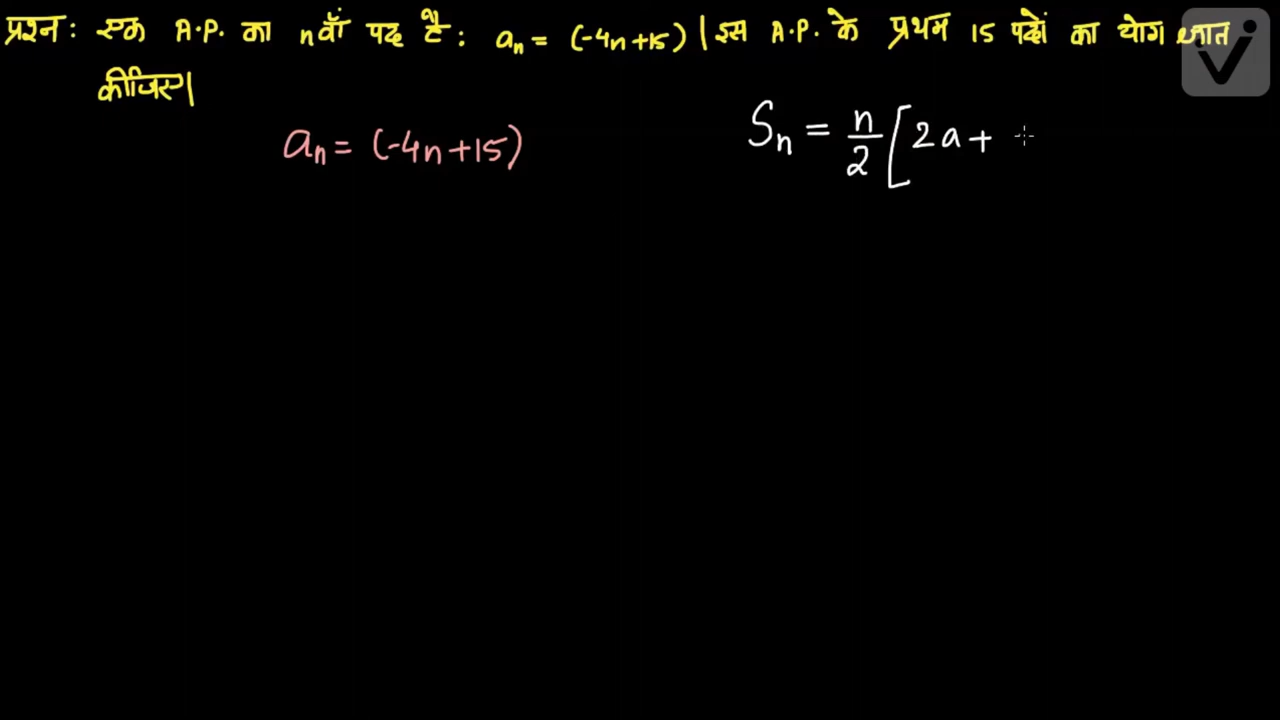 प्रश्न: एक A.P. का nवाँ पद है: aₙ = (-4n+15) | इस A.P. के प्रथम 15 पदों का योग ज्ञात
कीजिए|
aₙ = (-4n+15)
Sₙ = n/2 [2a +